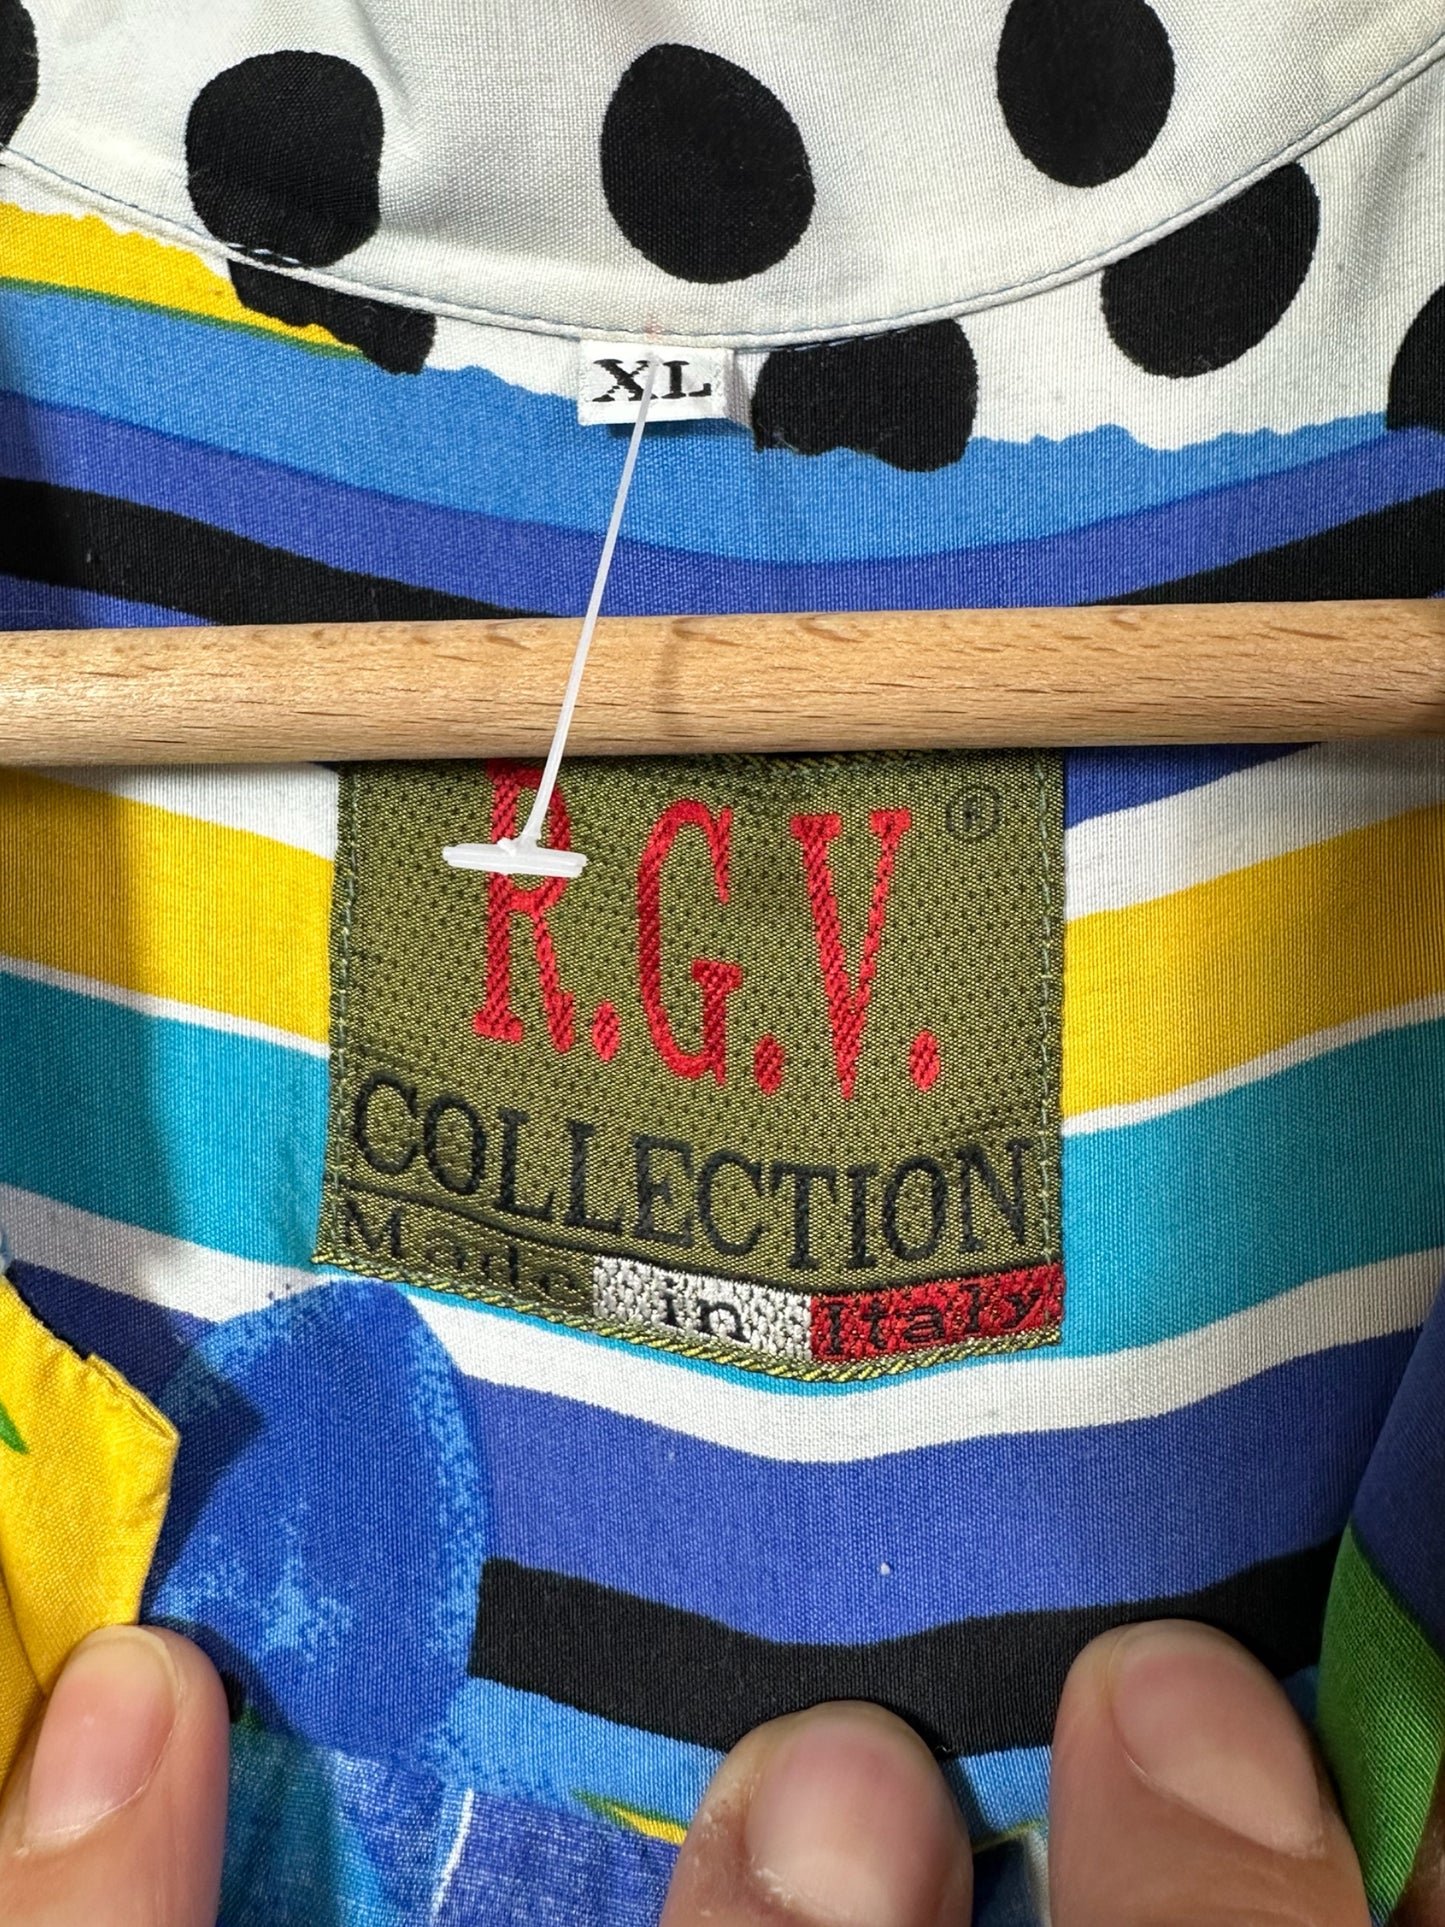 XL
R.G.V. ®
COLLECTION
Made in Italy